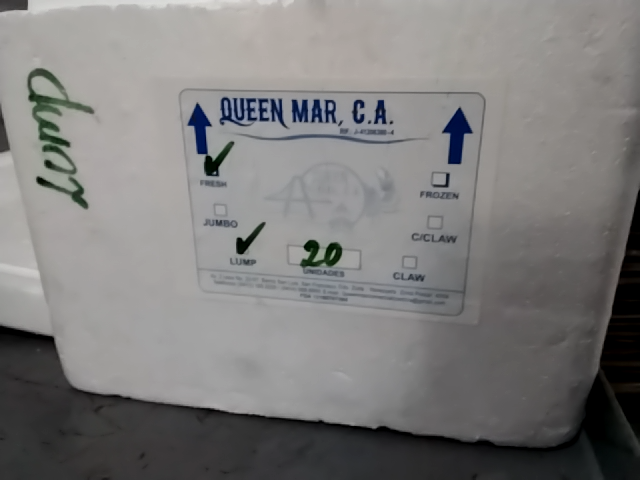 LUMP
QUEEN MAR, C.A.
FRESH
FROZEN
JUMBO
C/CLAW
LUMP
20
UNIDADES
CLAW